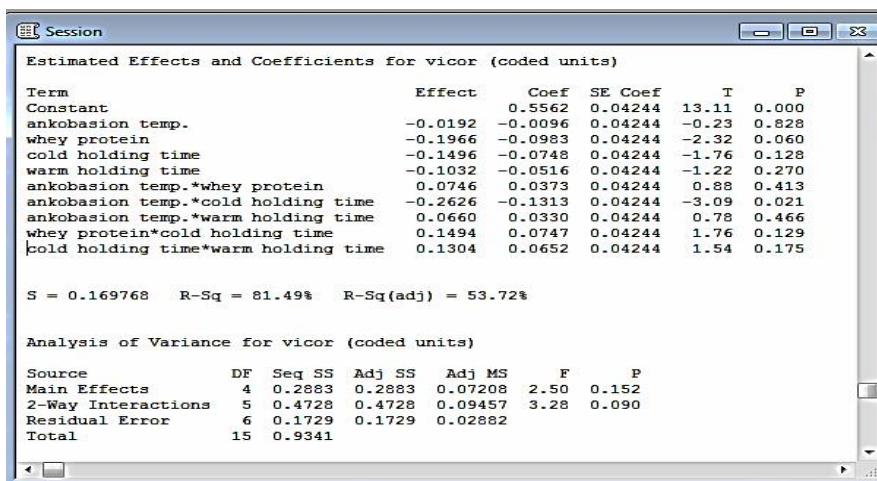 Session
Estimated Effects and Coefficients for vicor (coded units)
Term Effect Coef SE Coef T P
Constant 0.5562 0.04244 13.11 0.000
ankobasion temp. -0.0192 -0.0096 0.04244 -0.23 0.828
whey protein -0.1966 -0.0983 0.04244 -2.32 0.060
cold holding time -0.1496 -0.0748 0.04244 -1.76 0.128
warm holding time -0.1032 -0.0516 0.04244 -1.22 0.270
ankobasion temp.*whey protein 0.0746 0.0373 0.04244 0.88 0.413
ankobasion temp.*cold holding time -0.2626 -0.1313 0.04244 -3.09 0.021
ankobasion temp.*warm holding time 0.0660 0.0330 0.04244 0.78 0.466
whey protein*cold holding time 0.1494 0.0747 0.04244 1.76 0.129
cold holding time*warm holding time 0.1304 0.0652 0.04244 1.54 0.175
S = 0.169768 R-Sq = 81.49% R-Sq(adj) = 53.72%
Analysis of Variance for vicor (coded units)
Source DF Seq SS Adj SS Adj MS F P
Main Effects 4 0.2883 0.2883 0.07208 2.50 0.152
2-Way Interactions 5 0.4728 0.4728 0.09457 3.28 0.090
Residual Error 6 0.1729 0.1729 0.02882
Total 15 0.9341